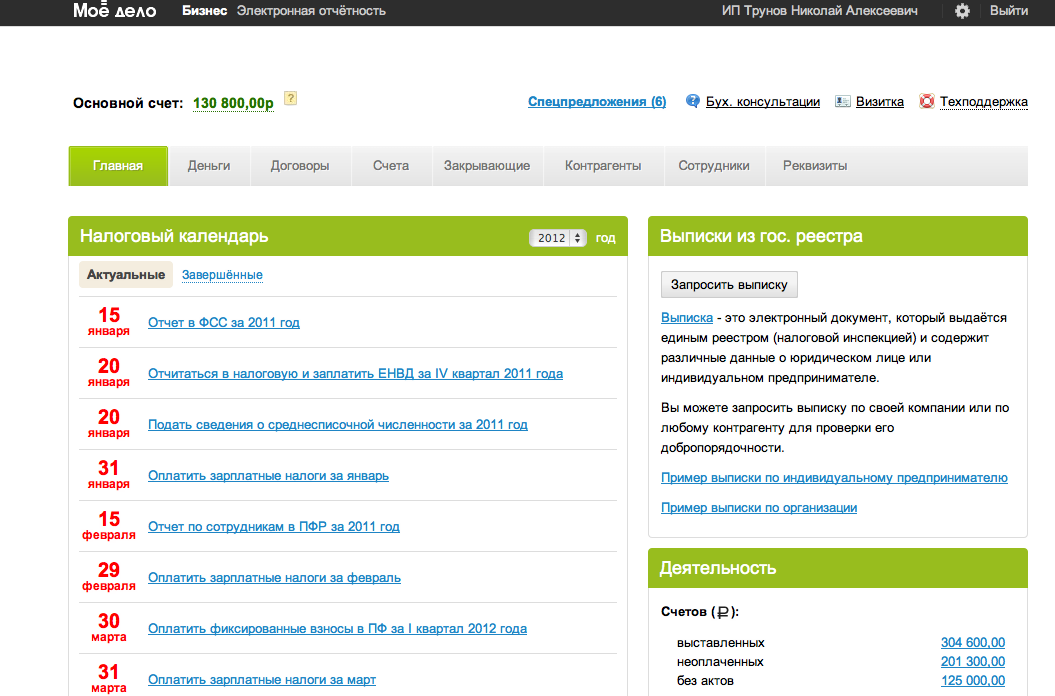 Моё дело Бизнес Электронная отчётность ИП Трунов Николай Алексеевич Выйти
Основной счет: 130 800,00р ? Спецпредложения (6) ? Бух. консультации Визитка Техподдержка
Главная Деньги Договоры Счета Закрывающие Контрагенты Сотрудники Реквизиты
Налоговый календарь 2012 год
Актуальные Завершённые
15 января Отчет в ФСС за 2011 год
20 января Отчитаться в налоговую и заплатить ЕНВД за IV квартал 2011 года
20 января Подать сведения о среднесписочной численности за 2011 год
31 января Оплатить зарплатные налоги за январь
15 февраля Отчет по сотрудникам в ПФР за 2011 год
29 февраля Оплатить зарплатные налоги за февраль
30 марта Оплатить фиксированные взносы в ПФ за I квартал 2012 года
31 марта Оплатить зарплатные налоги за март
Выписки из гос. реестра
Запросить выписку
Выписка - это электронный документ, который выдаётся
единым реестром (налоговой инспекцией) и содержит
различные данные о юридическом лице или
индивидуальном предпринимателе.
Вы можете запросить выписку по своей компании или по
любому контрагенту для проверки его
добропорядочности.
Пример выписки по индивидуальному предпринимателю
Пример выписки по организации
Деятельность
Счетов (₽):
выставленных 304 600,00
неоплаченных 201 300,00
без актов 125 000,00